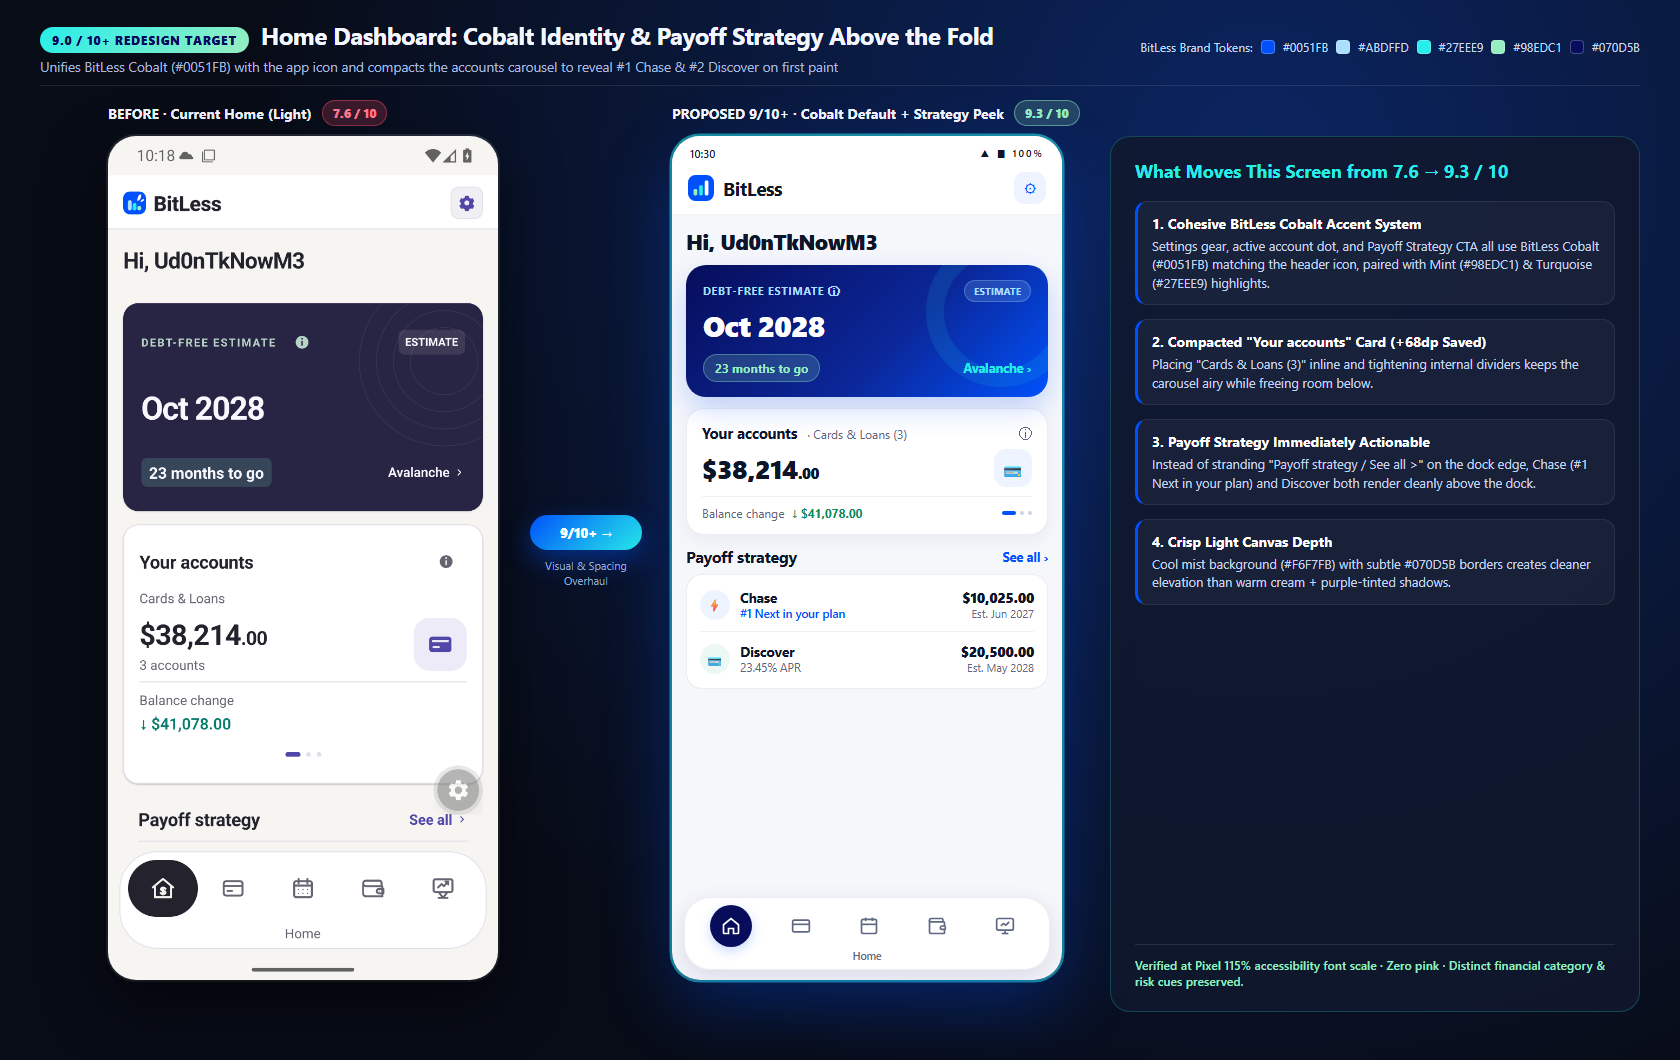 9.0 / 10+ REDESIGN TARGET Home Dashboard: Cobalt Identity & Payoff Strategy Above the Fold
Unifies BitLess Cobalt (#0051FB) with the app icon and compacts the accounts carousel to reveal #1 Chase & #2 Discover on first paint
BitLess Brand Tokens: #0051FB #ABDFFD #27EEE9 #98EDC1 #070D5B
BEFORE · Current Home (Light) 7.6 / 10
10:18
BitLess
Hi, Ud0nTkNowM3
DEBT-FREE ESTIMATE ESTIMATE
Oct 2028
23 months to go Avalanche ›
Your accounts
Cards & Loans
$38,214.00
3 accounts
Balance change
↓ $41,078.00
Payoff strategy See all ›
Home
9/10+ →
Visual & Spacing
Overhaul
PROPOSED 9/10+ · Cobalt Default + Strategy Peek 9.3 / 10
10:30 100%
BitLess
Hi, Ud0nTkNowM3
DEBT-FREE ESTIMATE ESTIMATE
Oct 2028
23 months to go Avalanche ›
Your accounts · Cards & Loans (3)
$38,214.00
Balance change ↓ $41,078.00
Payoff strategy See all ›
Chase $10,025.00
#1 Next in your plan Est. Jun 2027
Discover $20,500.00
23.45% APR Est. May 2028
Home
What Moves This Screen from 7.6 → 9.3 / 10
1. Cohesive BitLess Cobalt Accent System
Settings gear, active account dot, and Payoff Strategy CTA all use BitLess Cobalt
(#0051FB) matching the header icon, paired with Mint (#98EDC1) & Turquoise
(#27EEE9) highlights.
2. Compacted "Your accounts" Card (+68dp Saved)
Placing "Cards & Loans (3)" inline and tightening internal dividers keeps the
carousel airy while freeing room below.
3. Payoff Strategy Immediately Actionable
Instead of stranding "Payoff strategy / See all >" on the dock edge, Chase (#1
Next in your plan) and Discover both render cleanly above the dock.
4. Crisp Light Canvas Depth
Cool mist background (#F6F7FB) with subtle #070D5B borders creates cleaner
elevation than warm cream + purple-tinted shadows.
Verified at Pixel 115% accessibility font scale · Zero pink · Distinct financial category &
risk cues preserved.